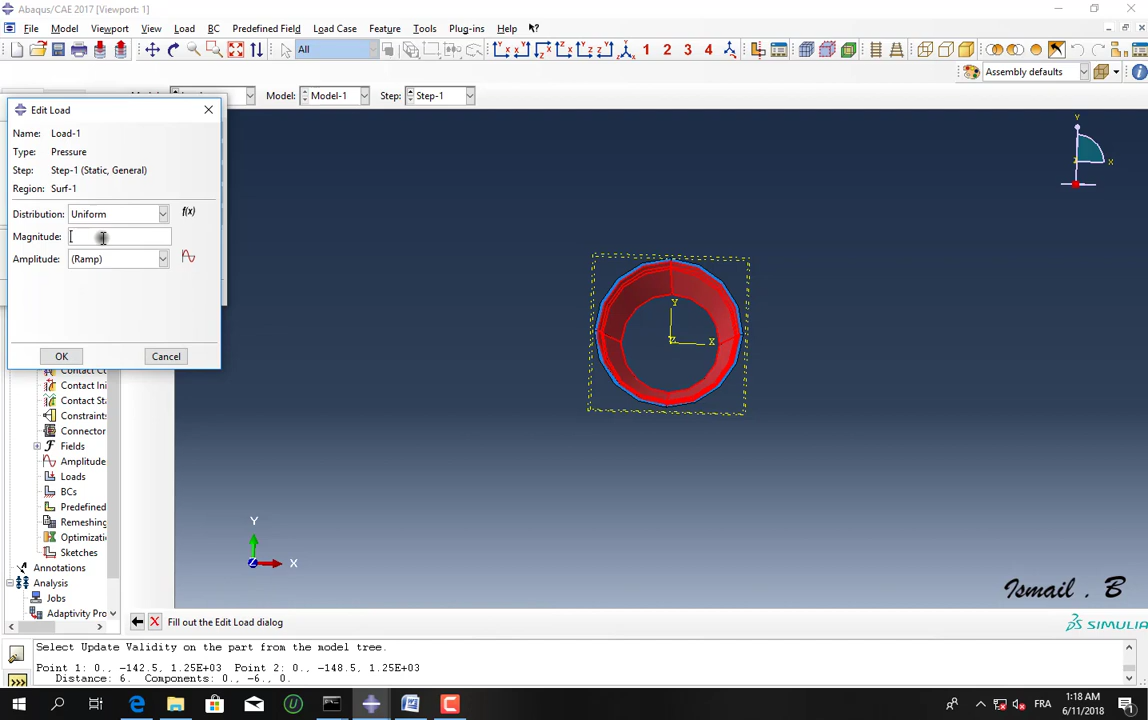 Abaqus/CAE 2017 [Viewport: 1]
File Model Viewport View Load BC Predefined Field Load Case Feature Tools Plug-ins Help
All
1 2 3 4
Assembly defaults
Model: Model-1 Step: Step-1
Edit Load
Name: Load-1
Type: Pressure
Step: Step-1 (Static, General)
Region: Surf-1
Distribution: Uniform f(x)
Magnitude:
Amplitude: (Ramp)
OK Cancel
Contact Ini
Contact Sta
Constraints
Connector
Fields
Amplitude
Loads
BCs
Predefined
Remeshing
Optimizati
Sketches
Annotations
Analysis
Jobs
Adaptivity Pro
Y
X
Y
X
Z
Y
X
Z
Ismail . B
SIMULIA
Fill out the Edit Load dialog
Select Update Validity on the part from the model tree.
Point 1: 0., -142.5, 1.25E+03 Point 2: 0., -148.5, 1.25E+03
Distance: 6. Components: 0., -6., 0.
FRA
1:18 AM
6/11/2018